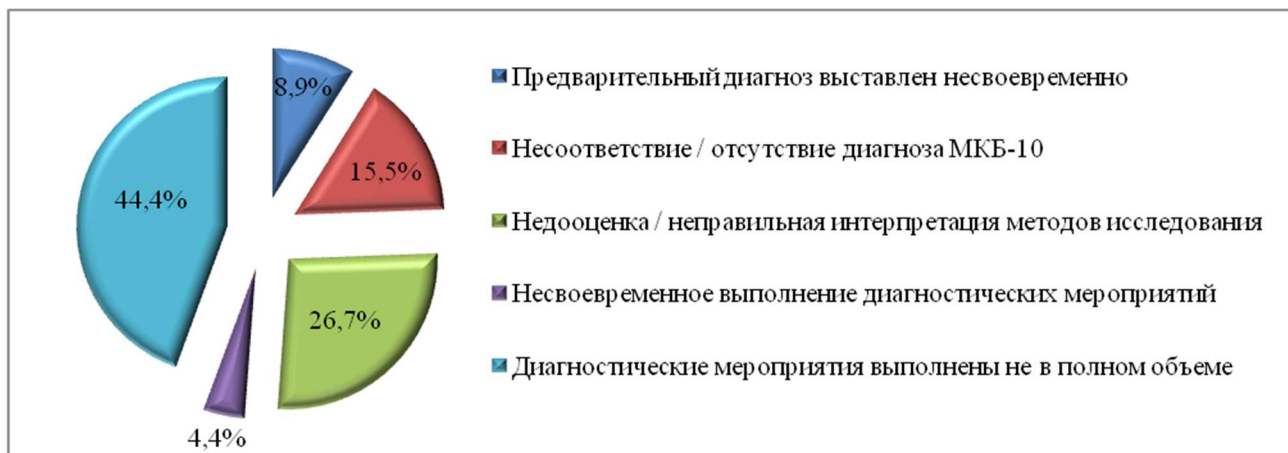 8,9%
15,5%
26,7%
4,4%
44,4%
Предварительный диагноз выставлен несвоевременно
Несоответствие / отсутствие диагноза МКБ-10
Недооценка / неправильная интерпретация методов исследования
Несвоевременное выполнение диагностических мероприятий
Диагностические мероприятия выполнены не в полном объеме